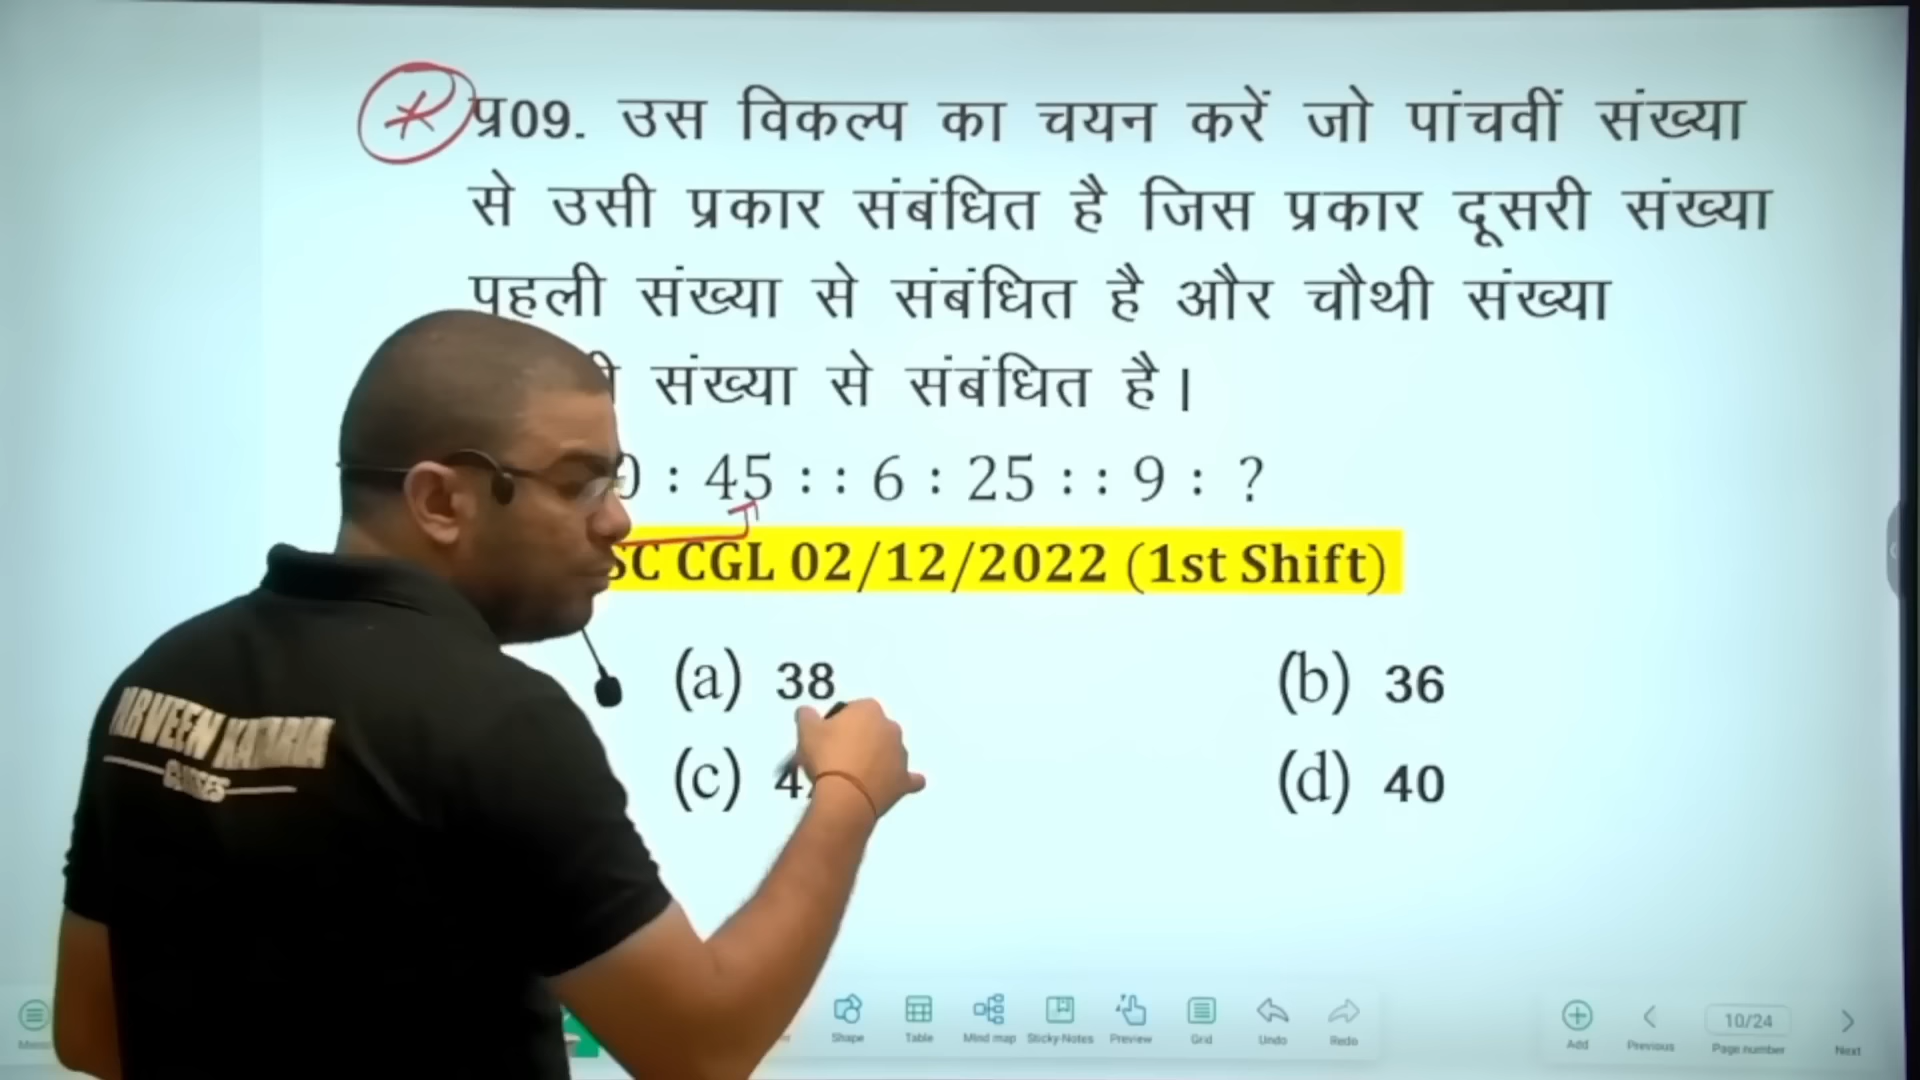 प्र09. उस विकल्प का चयन करें जो पांचवीं संख्या
से उसी प्रकार संबंधित है जिस प्रकार दूसरी संख्या
पहली संख्या से संबंधित है और चौथी संख्या
संख्या से संबंधित है।
: 45 : : 6 : 25 : : 9 : ?
CGL 02/12/2022 (1st Shift)
(a) 38
(b) 36
(c)
(d) 40
CLASSES
Shape
Table
Mind map
Sticky-Notes
Preview
Grid
Undo
Redo
Add
Previous
10/24
Page number
Next